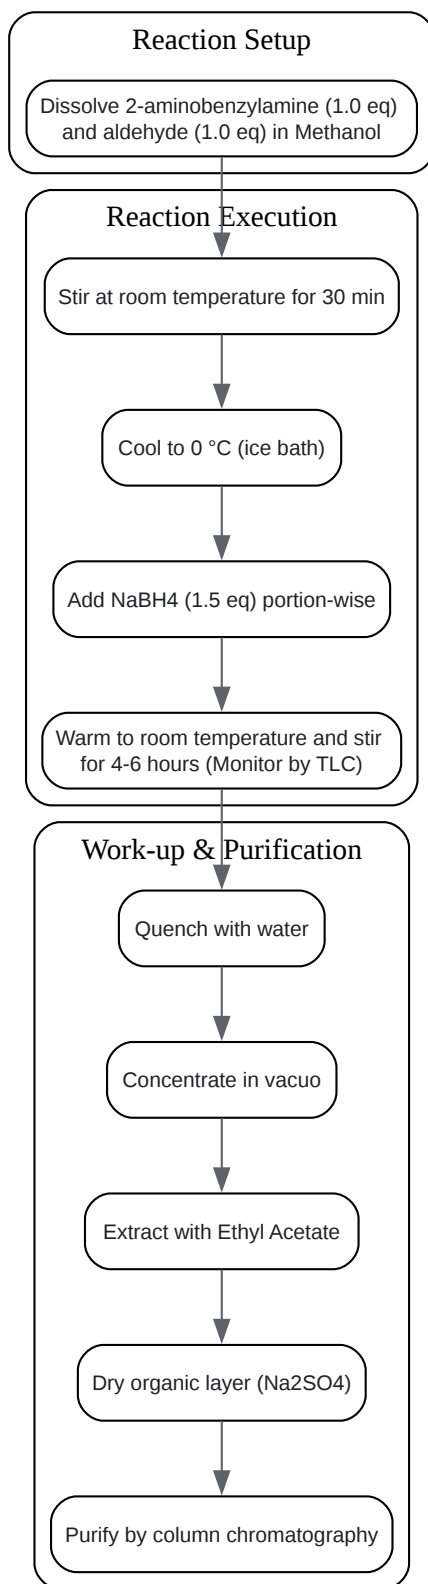 Reaction Setup
Dissolve 2-aminobenzylamine (1.0 eq)
and aldehyde (1.0 eq) in Methanol
Reaction Execution
Stir at room temperature for 30 min
Cool to 0 °C (ice bath)
Add NaBH4 (1.5 eq) portion-wise
Warm to room temperature and stir
for 4-6 hours (Monitor by TLC)
Work-up & Purification
Quench with water
Concentrate in vacuo
Extract with Ethyl Acetate
Dry organic layer (Na2SO4)
Purify by column chromatography